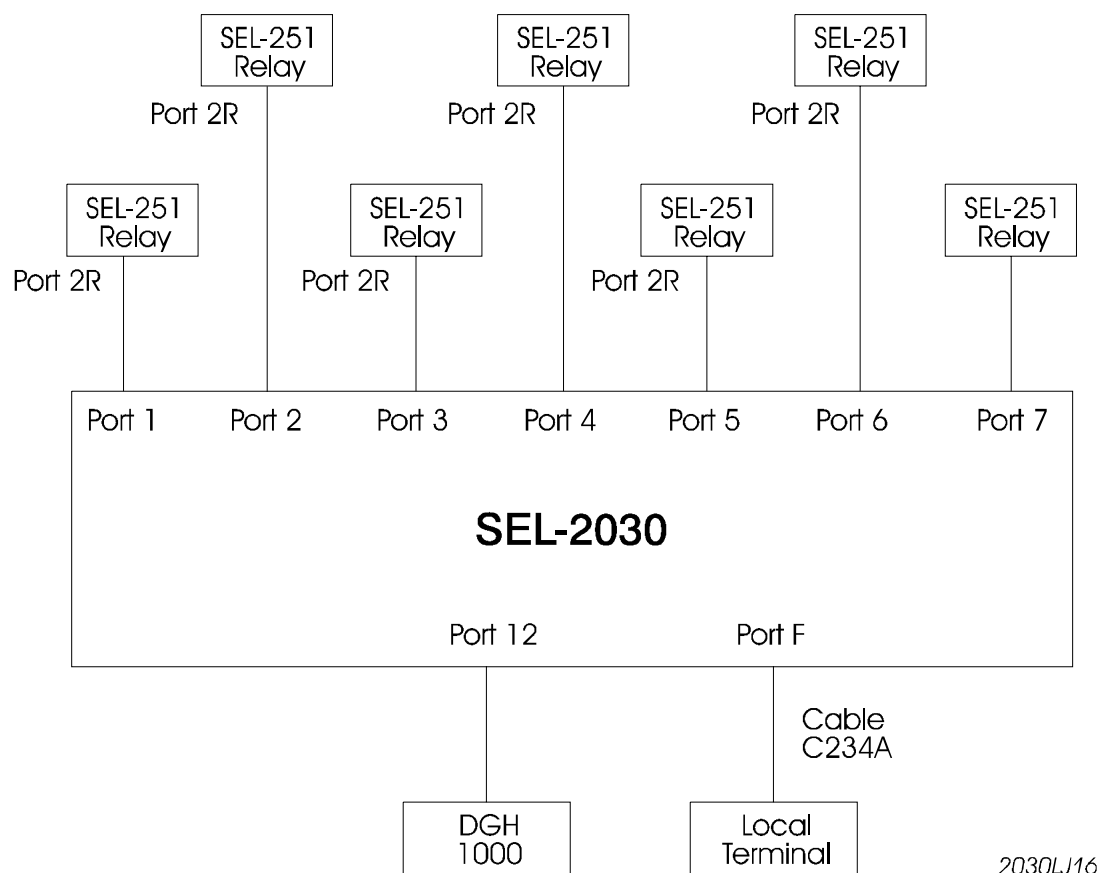 SEL-251
Relay
SEL-251
Relay
SEL-251
Relay
Port 2R
Port 2R
Port 2R
SEL-251
Relay
SEL-251
Relay
SEL-251
Relay
SEL-251
Relay
Port 2R
Port 2R
Port 2R
Port 1
Port 2
Port 3
Port 4
Port 5
Port 6
Port 7
SEL-2030
Port 12
Port F
Cable
C234A
DGH
1000
Local
Terminal
2030LJ16